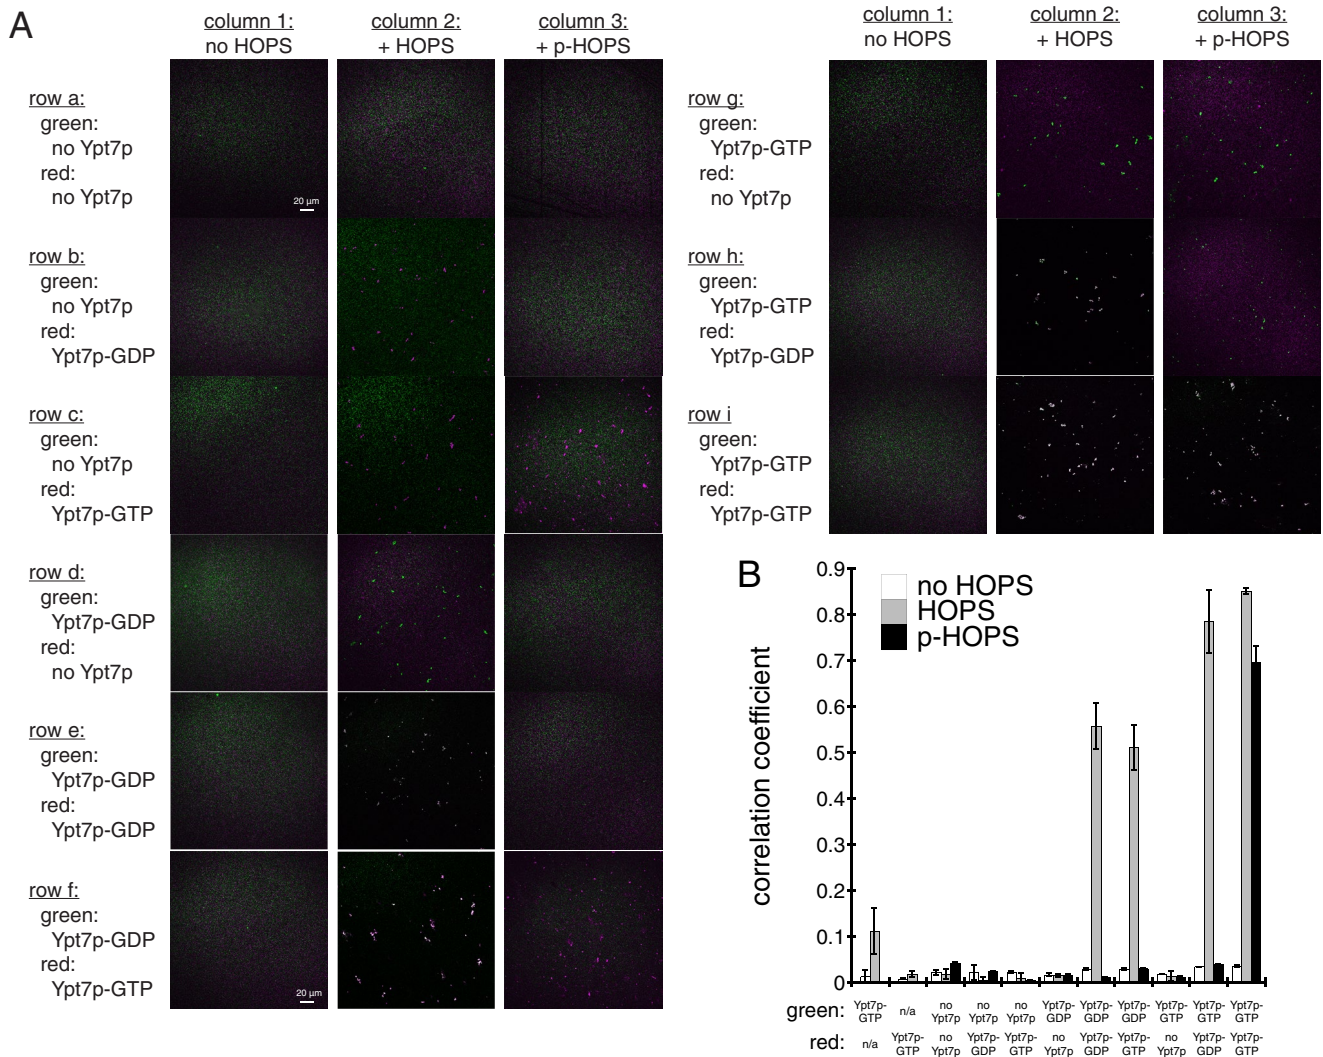 A
column 1:
no HOPS
column 2:
+ HOPS
column 3:
+ p-HOPS
row a:
green:
no Ypt7p
red:
no Ypt7p
20 µm
row b:
green:
no Ypt7p
red:
Ypt7p-GDP
row c:
green:
no Ypt7p
red:
Ypt7p-GTP
row d:
green:
Ypt7p-GDP
red:
no Ypt7p
row e:
green:
Ypt7p-GDP
red:
Ypt7p-GDP
row f:
green:
Ypt7p-GDP
red:
Ypt7p-GTP
20 µm
column 1:
no HOPS
column 2:
+ HOPS
column 3:
+ p-HOPS
row g:
green:
Ypt7p-GTP
red:
no Ypt7p
row h:
green:
Ypt7p-GTP
red:
Ypt7p-GDP
row i
green:
Ypt7p-GTP
red:
Ypt7p-GTP
B
no HOPS
HOPS
p-HOPS
correlation coefficient
0.9
0.8
0.7
0.6
0.5
0.4
0.3
0.2
0.1
0
green: Ypt7p-GTP n/a no Ypt7p no Ypt7p no Ypt7p Ypt7p-GDP Ypt7p-GDP Ypt7p-GDP Ypt7p-GTP Ypt7p-GTP Ypt7p-GTP
red: n/a Ypt7p-GTP no Ypt7p Ypt7p-GDP Ypt7p-GTP no Ypt7p Ypt7p-GDP Ypt7p-GTP no Ypt7p Ypt7p-GDP Ypt7p-GTP